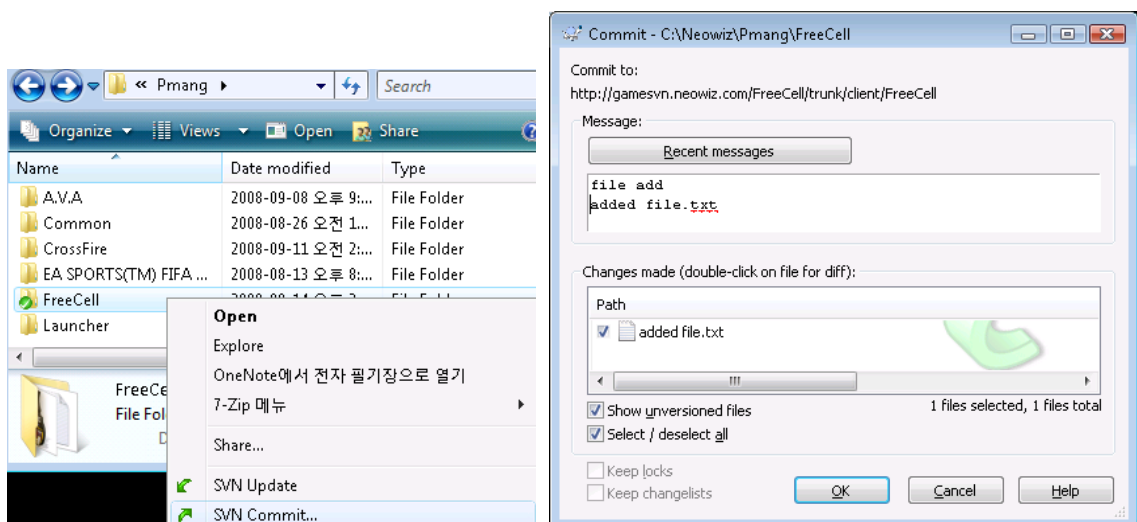 Pmang
Search
Organize
Views
Open
Share
Name
Date modified
Type
A.V.A
2008-09-08 오후 9:...
File Folder
Common
2008-08-26 오전 1...
File Folder
CrossFire
2008-09-11 오전 2:...
File Folder
EA SPORTS(TM) FIFA ...
2008-08-13 오후 8:...
File Folder
FreeCell
Launcher
Open
Explore
OneNote에서 전자 필기장으로 열기
7-Zip 메뉴
Share...
SVN Update
SVN Commit...
FreeCe
File Fol
D
Commit - C:\Neowiz\Pmang\FreeCell
Commit to:
http://gamesvn.neowiz.com/FreeCell/trunk/client/FreeCell
Message:
Recent messages
file add
added file.txt
Changes made (double-click on file for diff):
Path
added file.txt
Show unversioned files
1 files selected, 1 files total
Select / deselect all
Keep locks
Keep changelists
OK
Cancel
Help